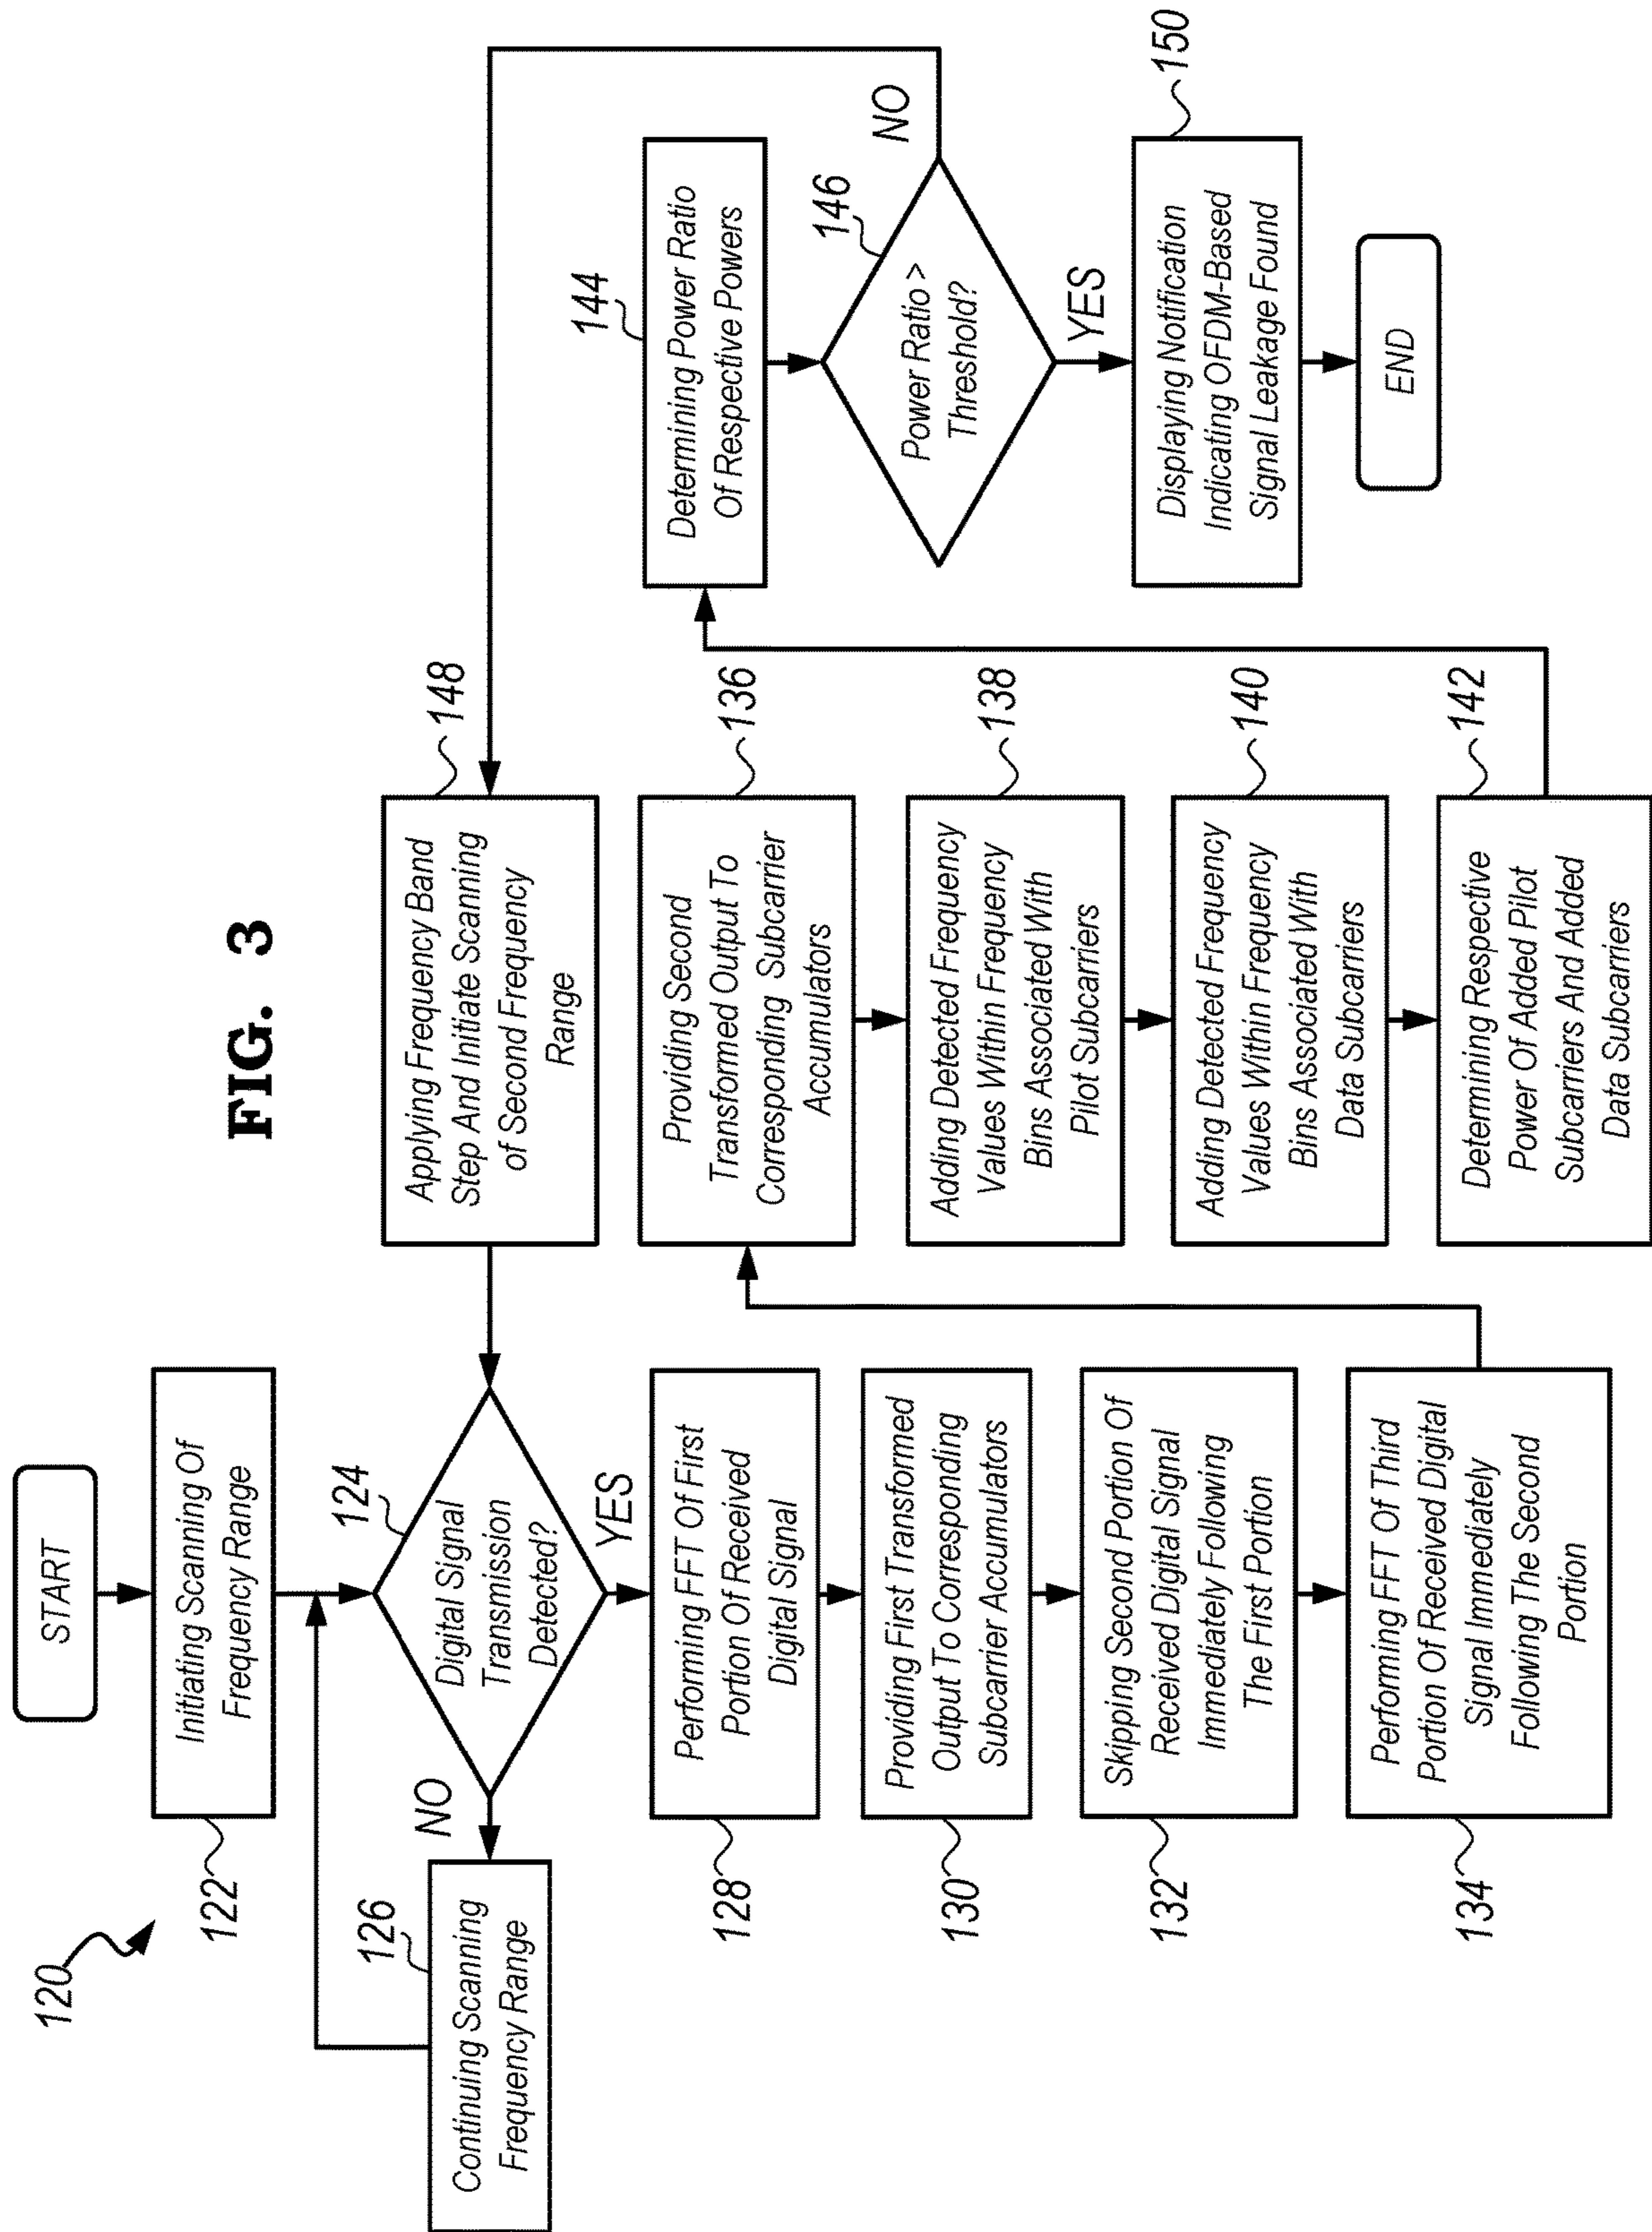 FIG. 3
120
START
Initiating Scanning Of
Frequency Range
122
124
Digital Signal
Transmission
Detected?
NO
YES
126
Continuing Scanning
Frequency Range
Performing FFT Of First
Portion Of Received
Digital Signal
128
Providing First Transformed
Output To Corresponding
Subcarrier Accumulators
130
Skipping Second Portion Of
Received Digital Signal
Immediately Following
The First Portion
132
Performing FFT Of Third
Portion Of Received Digital
Signal Immediately
Following The Second
Portion
134
Applying Frequency Band
Step And Initiate Scanning
of Second Frequency
Range
148
Providing Second
Transformed Output To
Corresponding Subcarrier
Accumulators
136
Adding Detected Frequency
Values Within Frequency
Bins Associated With
Pilot Subcarriers
138
Adding Detected Frequency
Values Within Frequency
Bins Associated With
Data Subcarriers
140
Determining Respective
Power Of Added Pilot
Subcarriers And Added
Data Subcarriers
142
144
Determining Power Ratio
Of Respective Powers
146
Power Ratio >
Threshold?
NO
YES
Displaying Notification
Indicating OFDM-Based
Signal Leakage Found
150
END